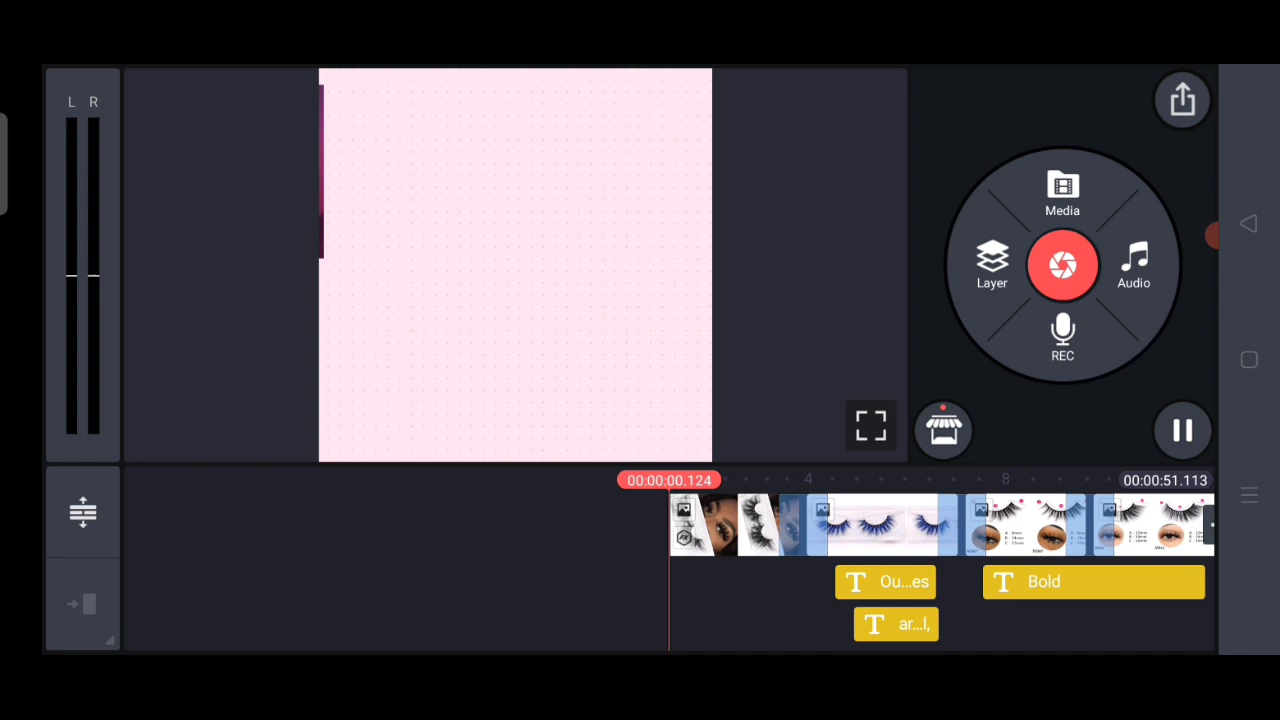 L R
Media
Layer
Audio
REC
00:00:00.124
4
8
00:00:51.113
T Ou...es
T Bold
T ar...l,